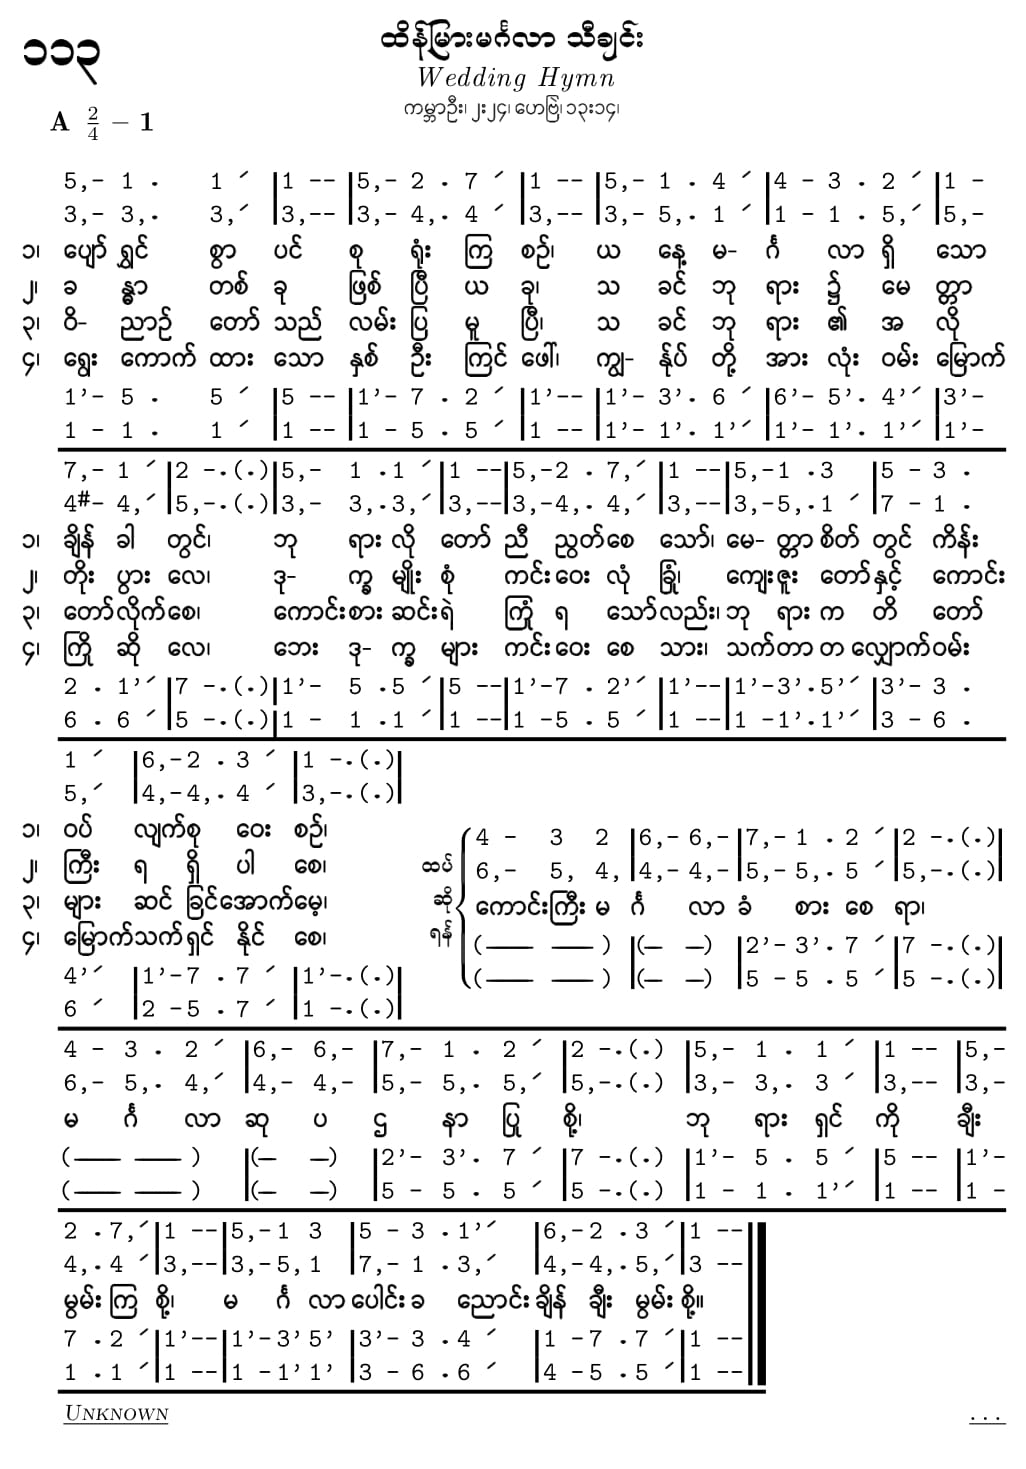 ၁၁၃
ထိန်မြားမင်္ဂလာ သီချင်း
Wedding Hymn
ကမ္ဘာဦး၊ ၂း၂၄၊ ဟေဗြဲ၊ ၁၃း၁၄၊
A 2/4 – 1
5,- 1 . 1 ´ |1 -- |5,- 2 . 7 ´ |1 -- |5,- 1 . 4 ´ |4 - 3 . 2 ´ |1 -
3,- 3,. 3,´ |3,-- |3,- 4,. 4 ´ |3,-- |3,- 5,. 1 ´ |1 - 1 . 5,´ |5,-
၁၊ ပျော် ရွှင် စွာ ပင် စု ရုံး ကြ စဉ်၊ ယ နေ့ မ- င်္ဂ လာ ရှိ သော
၂၊ ခ န္ဓာ တစ် ခု ဖြစ် ပြီ ယ ခု၊ သ ခင် ဘု ရား ၌ မေ တ္တာ
၃၊ ဝိ- ညာဉ် တော် သည် လမ်း ပြ မူ ပြီ၊ သ ခင် ဘု ရား ၏ အ လို
၄၊ ရွေး ကောက် ထား သော နှစ် ဦး ကြင် ဖေါ်၊ ကျွ- န်ုပ် တို့ အား လုံး ဝမ်း မြောက်
1’- 5 . 5 ´ |5 -- |1’- 7 . 2 ´ |1’-- |1’- 3’. 6 ´ |6’- 5’. 4’´ |3’-
1 - 1 . 1 ´ |1 -- |1 - 5 . 5 ´ |1 -- |1’- 1’. 1’´ |1’- 1’. 1’´ |1’-
7,- 1 ´ |2 -.(.)|5,- 1 .1 ´ |1 --|5,-2 . 7,´ |1 --|5,-1 .3 |5 - 3 .
4#- 4,´ |5,-.(.)|3,- 3,.3,´ |3,--|3,-4,. 4,´ |3,--|3,-5,.1 ´ |7 - 1 .
၁၊ ချိန် ခါ တွင်၊ ဘု ရား လို တော် ညီ ညွတ်စေ သော်၊ မေ- တ္တာ စိတ် တွင် ကိန်း
၂၊ တိုး ပွား လေ၊ ဒု- က္ခ မျိုး စုံ ကင်း ဝေး လုံ ခြုံ၊ ကျေးဇူး တော်နှင့် ကောင်း
၃၊ တော်လိုက်စေ၊ ကောင်းစား ဆင်းရဲ ကြုံ ရ သော်လည်း၊ ဘု ရား က တိ တော်
၄၊ ကြို ဆို လေ၊ ဘေး ဒု- က္ခ များ ကင်း ဝေး စေ သား၊ သက်တာ တ လျှောက်ဝမ်း
2 . 1’´ |7 -.(.)|1’- 5 .5 ´ |5 --|1’-7 . 2’´ |1’--|1’-3’.5’´ |3’- 3 .
6 . 6 ´ |5 -.(.)|1 - 1 .1 ´ |1 --|1 -5 . 5 ´ |1 --|1 -1’.1’´ |3 - 6 .
1 ´ |6,-2 . 3 ´ |1 -.(.)|
5,´ |4,-4,. 4 ´ |3,-.(.)|
၁၊ ဝပ် လျက်စု ဝေး စဉ်၊
၂၊ ကြီး ရ ရှိ ပါ စေ၊
၃၊ များ ဆင် ခြင်အောက်မေ့၊
၄၊ မြောက်သက်ရှင် နိုင် စေ၊
4’´ |1’-7 . 7 ´ |1’-.(.)|
6 ´ |2 -5 . 7 ´ |1 -.(.)|
ထပ်
ဆို
ရန်
4 - 3 2 |6,- 6,- |7,- 1 . 2 ´ |2 -.(.)|
6,- 5, 4, |4,- 4,- |5,- 5,. 5 ´ |5,-.(.)|
ကောင်းကြီး မ င်္ဂ လာ ခံ စား စေ ရာ၊
(— — ) |(— —) |2’- 3’. 7 ´ |7 -.(.)|
(— — ) |(— —) |5 - 5 . 5 ´ |5 -.(.)|
4 - 3 . 2 ´ |6,- 6,- |7,- 1 . 2 ´ |2 -.(.) |5,- 1 . 1 ´ |1 -- |5,-
6,- 5,. 4,´ |4,- 4,- |5,- 5,. 5,´ |5,-.(.) |3,- 3,. 3 ´ |3,-- |3,-
မ င်္ဂ လာ ဆု ပ ဌ နာ ပြု စို့၊ ဘု ရား ရှင် ကို ချီး
(— — ) |(— —) |2’- 3’. 7 ´ |7 -.(.) |1’- 5 . 5 ´ |5 -- |1’-
(— — ) |(— —) |5 - 5 . 5 ´ |5 -.(.) |1 - 1 . 1’´ |1 -- |1 -
2 .7,´|1 --|5,-1 3 |5 - 3 .1’´ |6,-2 .3 ´|1 --|
4,.4 ´|3,--|3,-5,1 |7,- 1 .3,´ |4,-4,.5,´|3 --|
မွမ်း ကြ စို့၊ မ င်္ဂ လာ ပေါင်း ခ ညောင်း ချိန် ချီး မွမ်း စို့။
7 .2 ´|1’--|1’-3’5’ |3’- 3 .4 ´ |1 -7 .7 ´|1 --|
1 .1 ´|1 --|1 -1’1’ |3 - 6 .6 ´ |4 -5 .5 ´|1 --|
UNKNOWN
. . .